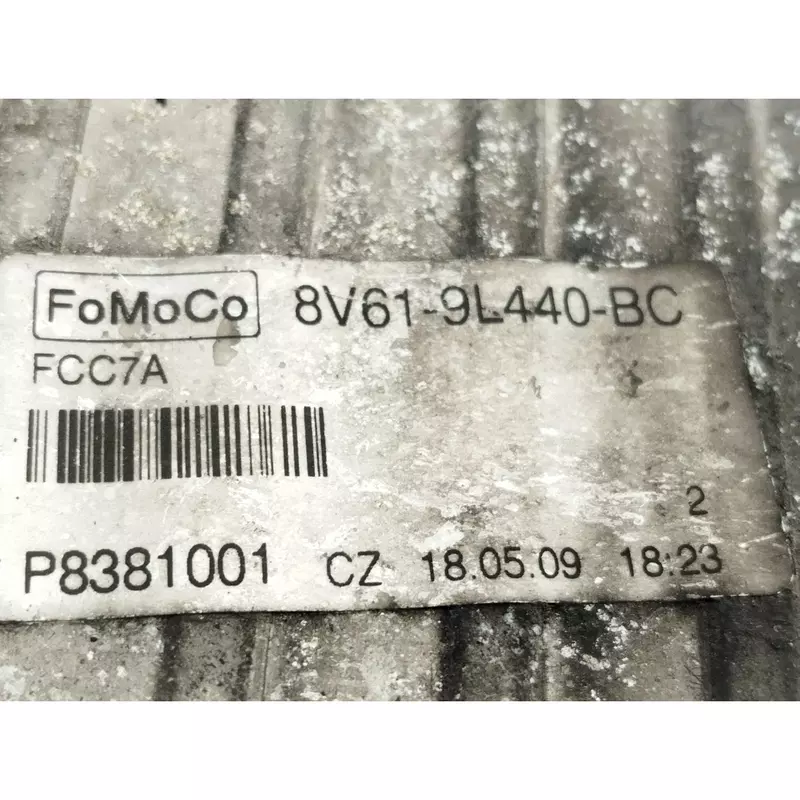 FoMoCo 8V61-9L440-BC
FCC7A
2
P8381001 CZ 18.05.09 18:23